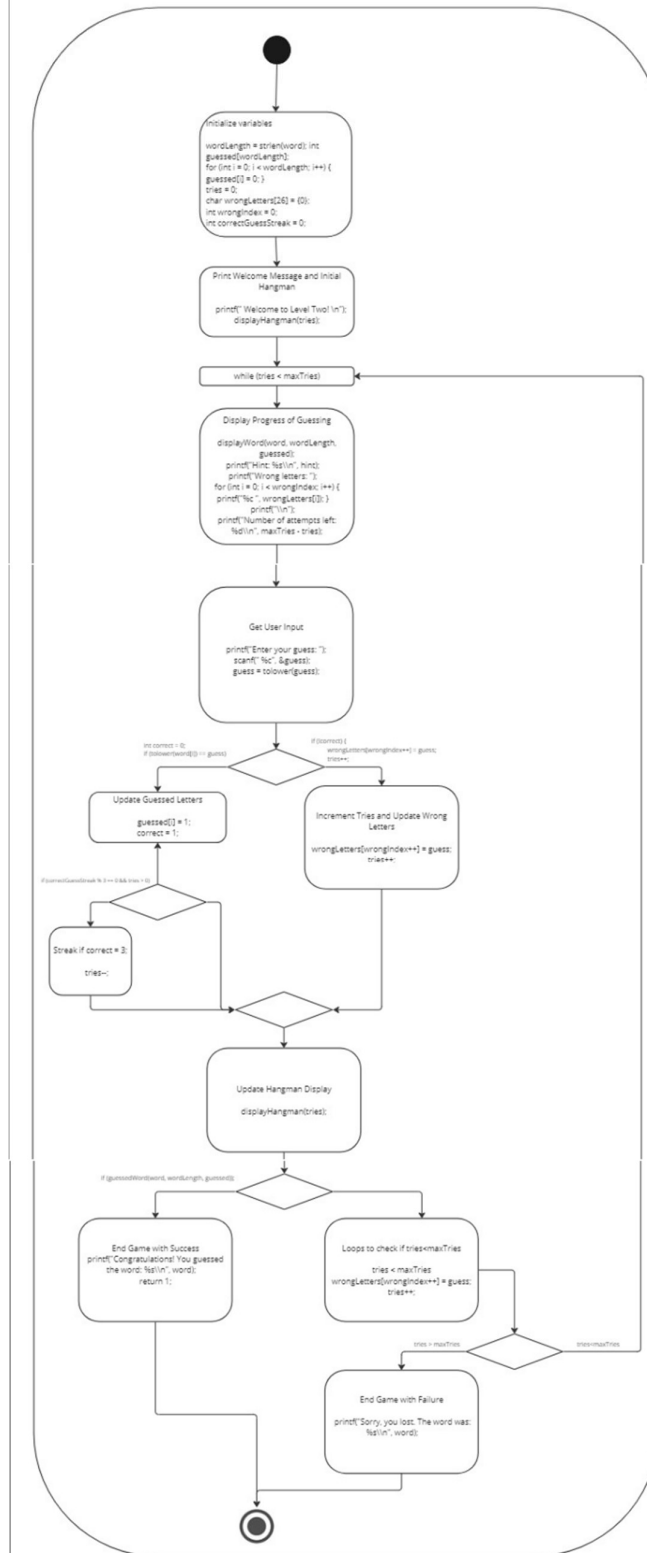 Initialize variables
wordLength = strlen(word); int
guessed[wordLength];
for (int i = 0; i < wordLength; i++) {
guessed[i] = 0; }
tries = 0;
char wrongLetters[26] = {0};
int wrongIndex = 0;
int correctGuessStreak = 0;
Print Welcome Message and Initial
Hangman
printf(" Welcome to Level Two! \n");
displayHangman(tries);
while (tries < maxTries)
Display Progress of Guessing
displayWord(word, wordLength,
guessed);
printf("Hint: %s\\n", hint);
printf("Wrong letters: ");
for (int i = 0; i < wrongIndex; i++) {
printf("%c ", wrongLetters[i]); }
printf("\\n");
printf("Number of attempts left:
%d\\n", maxTries - tries);
Get User Input
printf("Enter your guess: ");
scanf(" %c", &guess);
guess = tolower(guess);
int correct = 0;
if (tolower(word[i]) == guess)
if (!correct) {
wrongLetters[wrongIndex++] = guess;
tries++;
Update Guessed Letters
guessed[i] = 1;
correct = 1;
Increment Tries and Update Wrong
Letters
wrongLetters[wrongIndex++] = guess;
tries++;
if (correctGuessStreak % 3 == 0 && tries > 0)
Streak if correct = 3;
tries--;
Update Hangman Display
displayHangman(tries);
if (guessedWord(word, wordLength, guessed))
End Game with Success
printf("Congratulations! You guessed
the word: %s\\n", word);
return 1;
Loops to check if tries<maxTries
tries < maxTries
wrongLetters[wrongIndex++] = guess;
tries++;
tries > maxTries
tries<maxTries
End Game with Failure
printf("Sorry, you lost. The word was:
%s\\n", word);